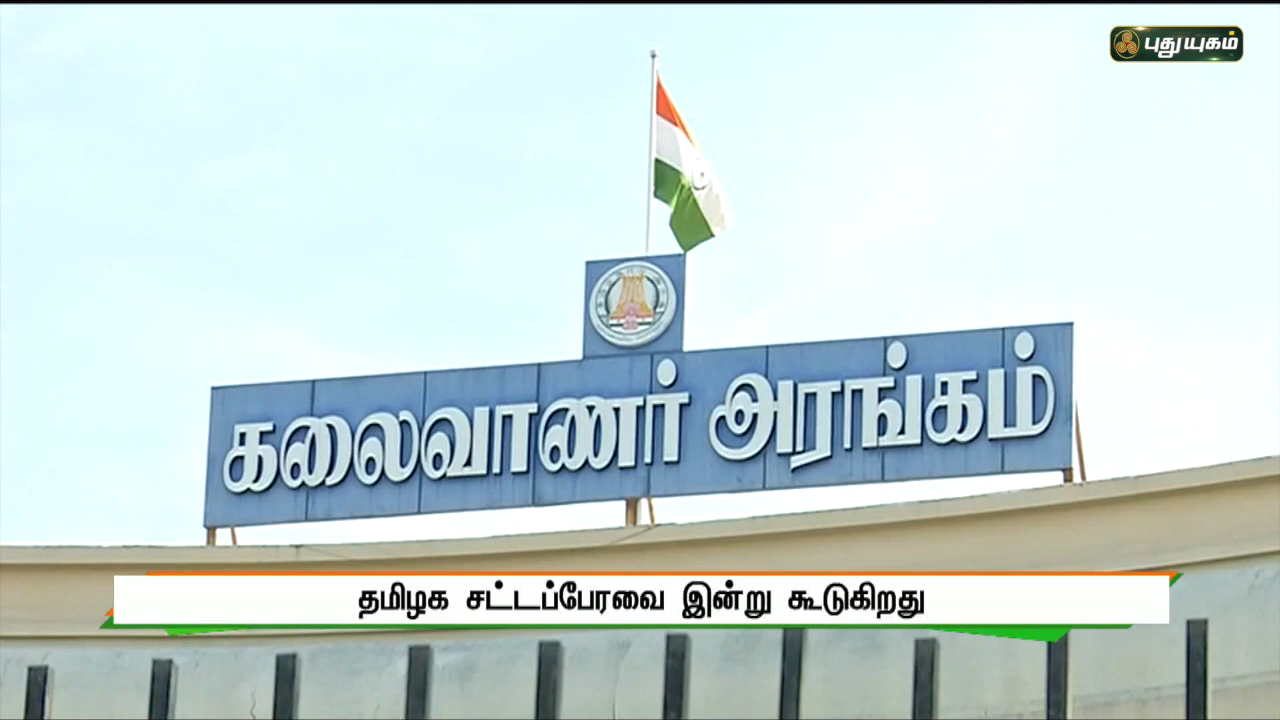 புதுயுகம்
கலைவாணர் அரங்கம்
தமிழக சட்டப்பேரவை இன்று கூடுகிறது